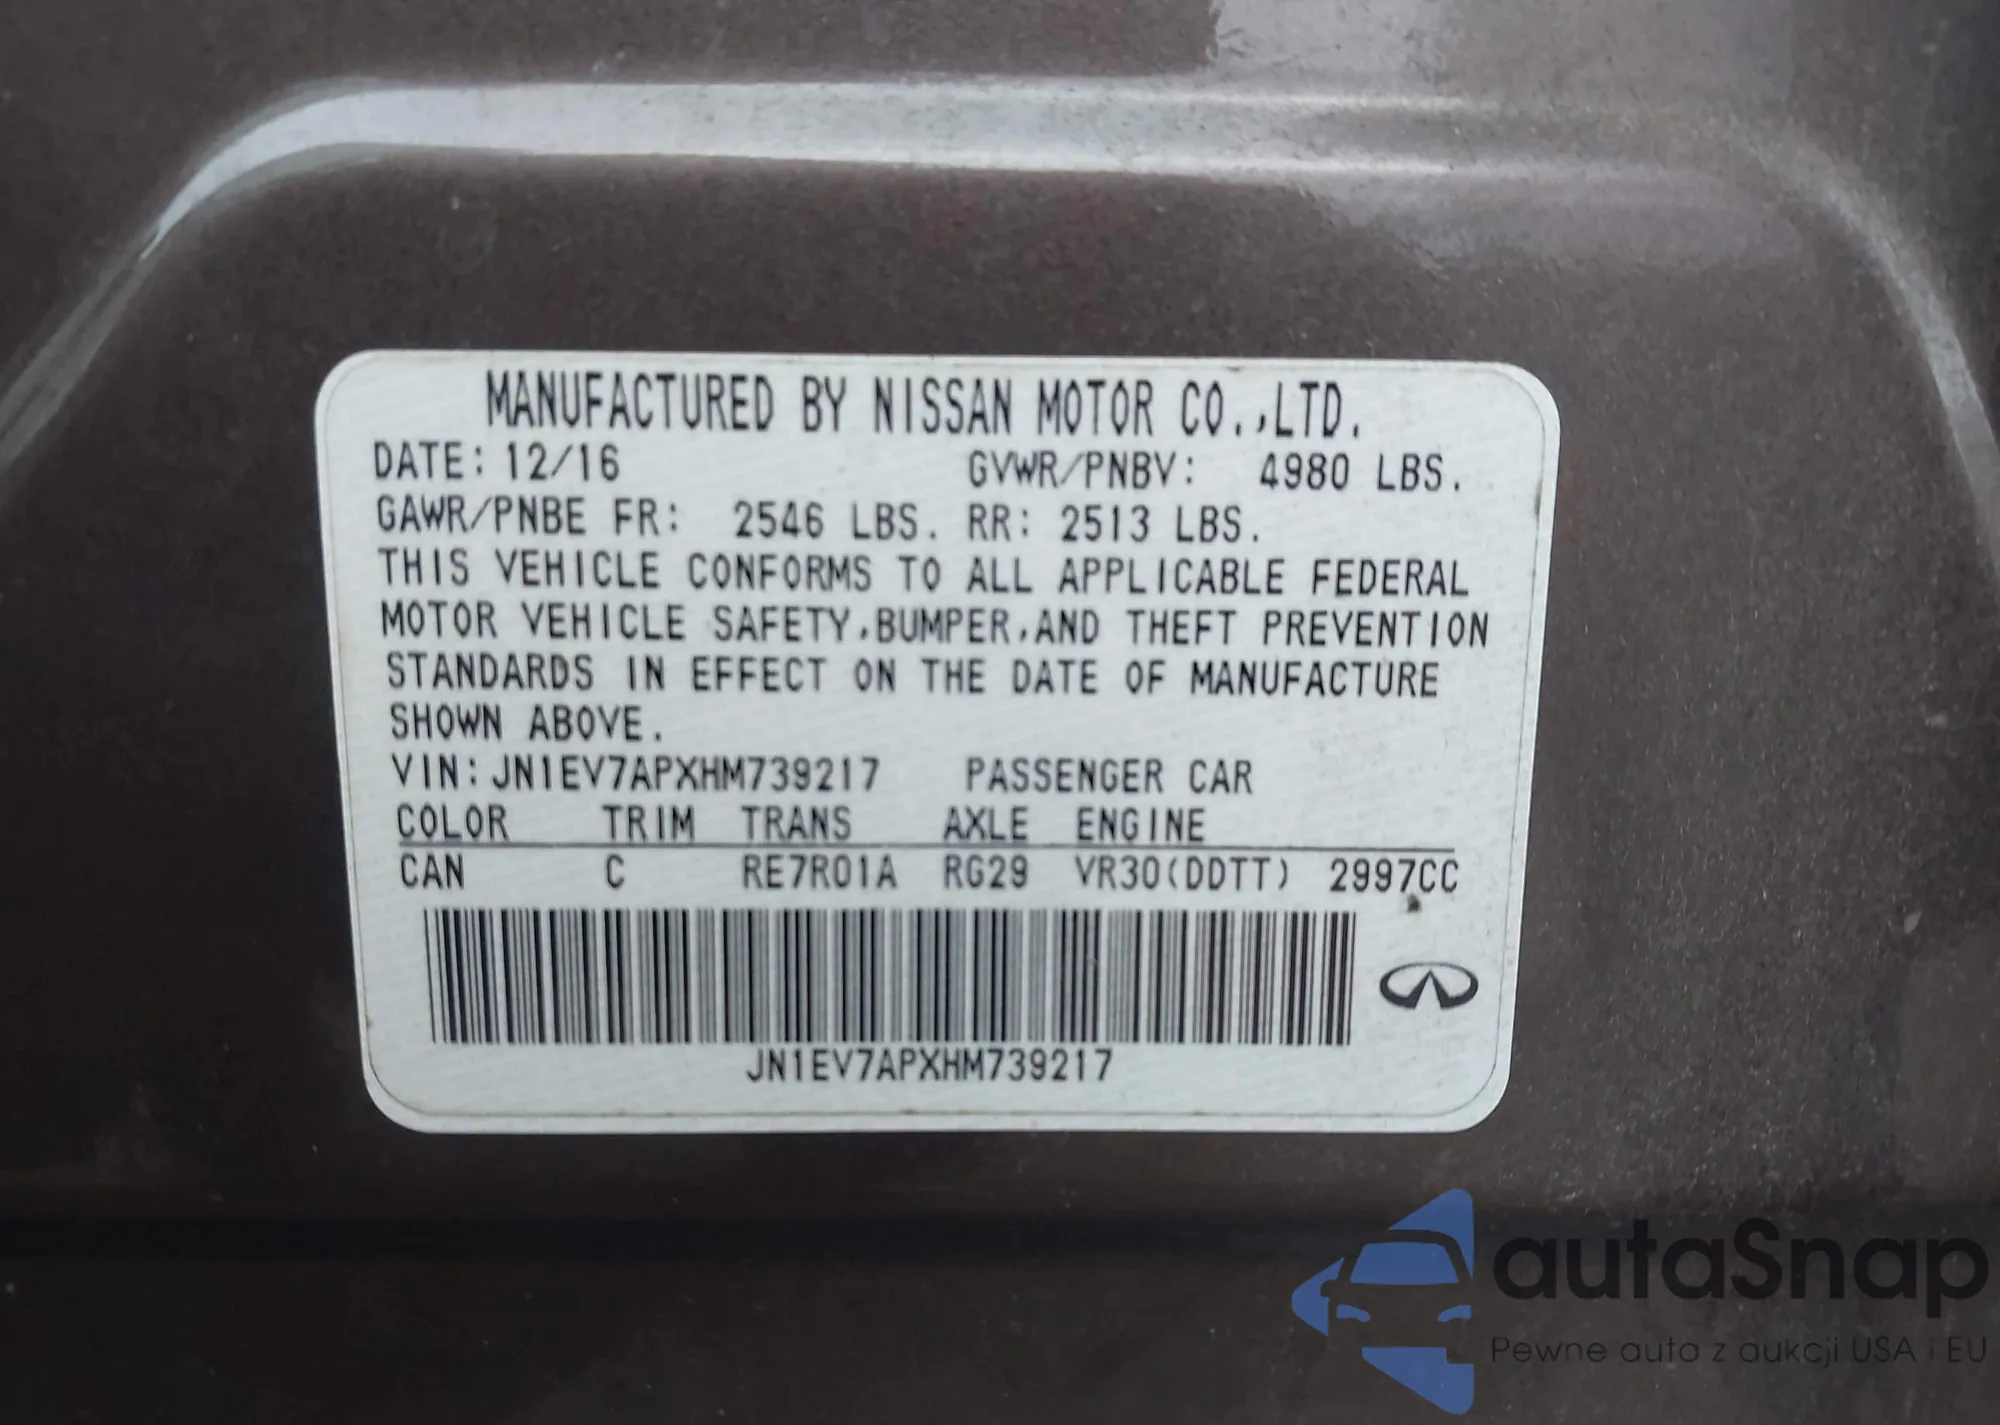 MANUFACTURED BY NISSAN MOTOR CO.,LTD.
DATE: 12/16 GVWR/PNBV: 4980 LBS.
GAWR/PNBE FR: 2546 LBS. RR: 2513 LBS.
THIS VEHICLE CONFORMS TO ALL APPLICABLE FEDERAL
MOTOR VEHICLE SAFETY,BUMPER,AND THEFT PREVENTION
STANDARDS IN EFFECT ON THE DATE OF MANUFACTURE
SHOWN ABOVE.
VIN:JN1EV7APXHM739217 PASSENGER CAR
COLOR TRIM TRANS AXLE ENGINE
CAN C RE7R01A RG29 VR30(DDTT) 2997CC
JN1EV7APXHM739217
autaSnap
Pewne auta z aukcji USA i EU